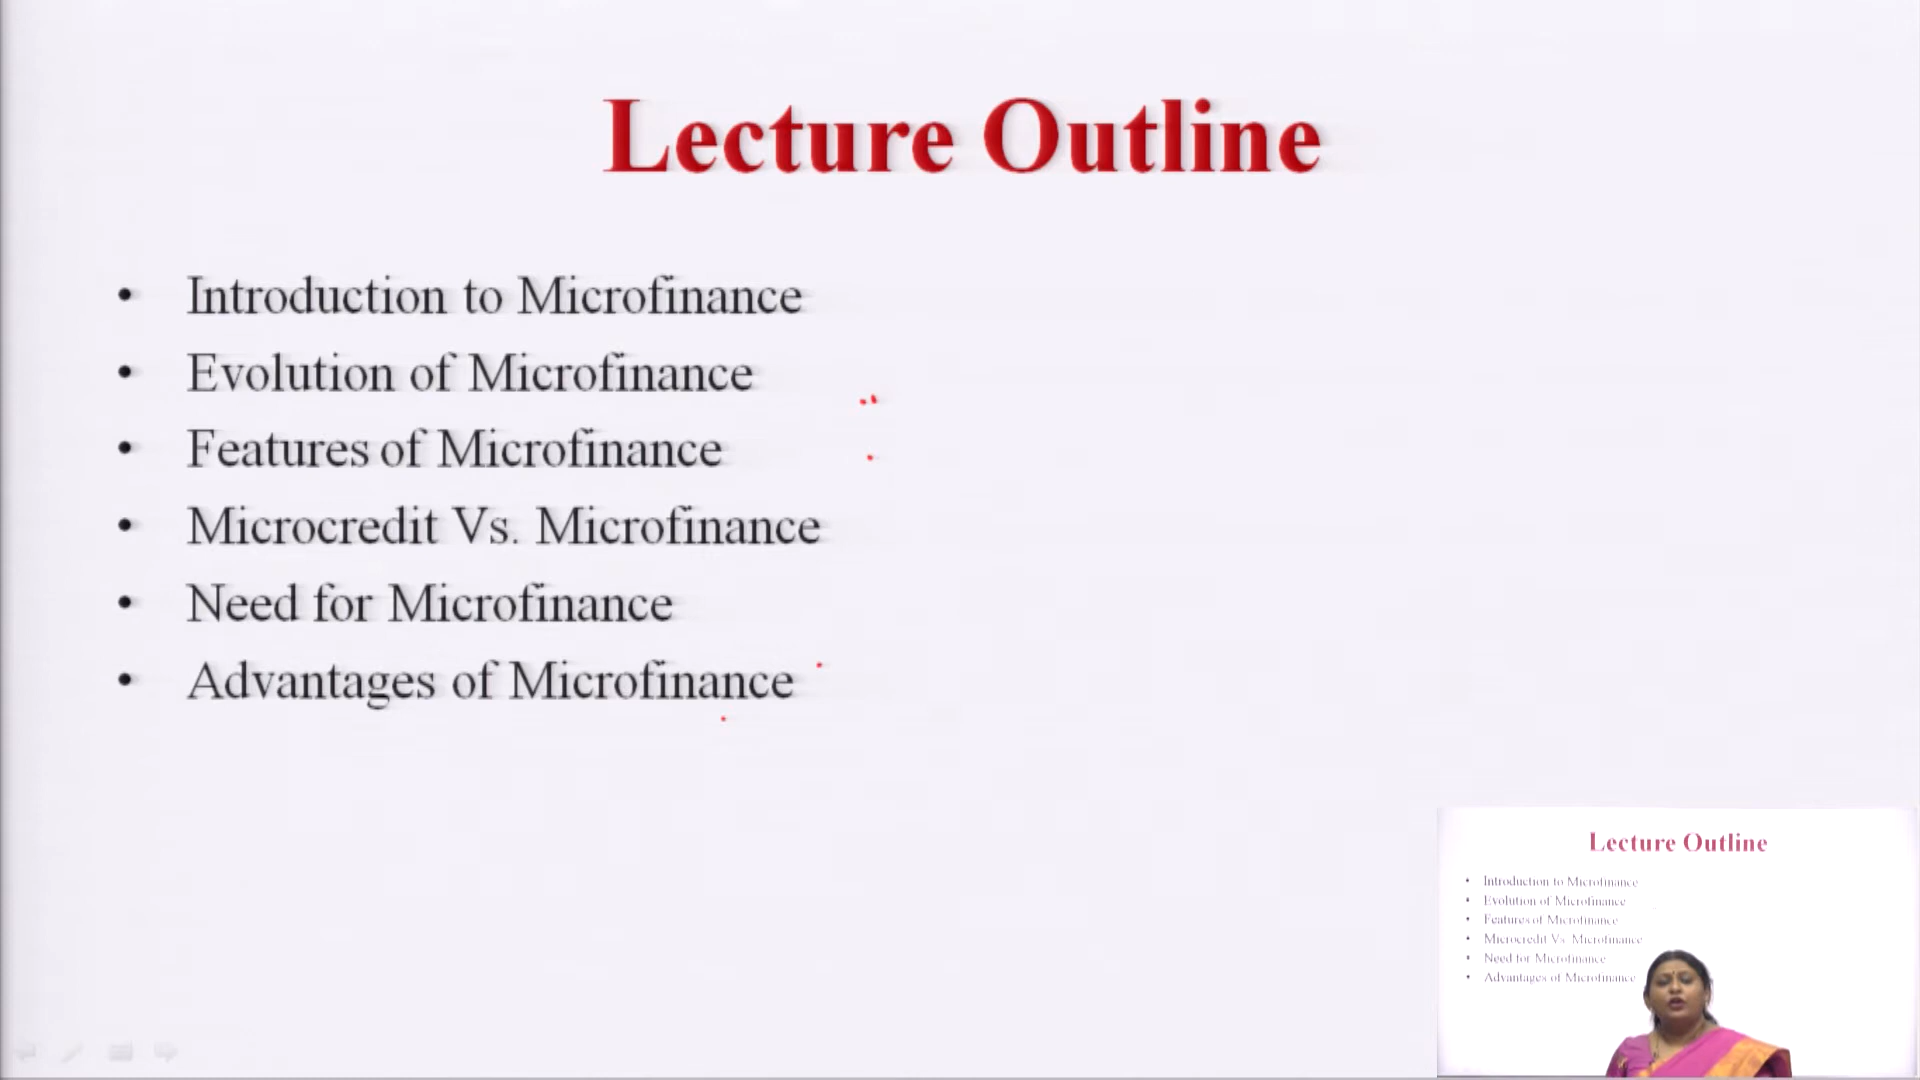 Lecture Outline
• Introduction to Microfinance
• Evolution of Microfinance
• Features of Microfinance
• Microcredit Vs. Microfinance
• Need for Microfinance
• Advantages of Microfinance
Lecture Outline
• Introduction to Microfinance
• Evolution of Microfinance
• Features of Microfinance
• Microcredit Vs. Microfinance
• Need for Microfinance
• Advantages of Microfinance